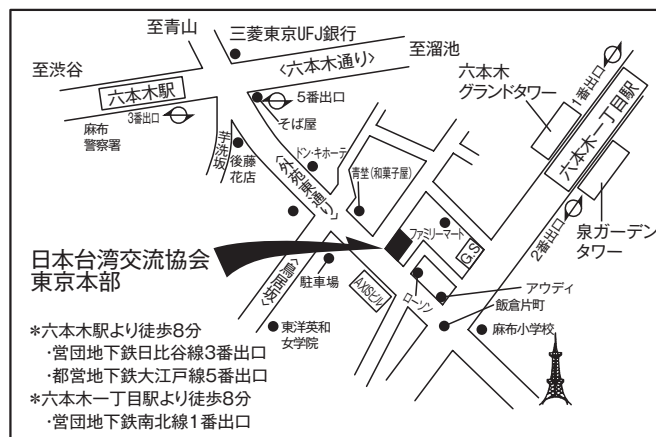 至青山
三菱東京UFJ銀行
〈六本木通り〉
至溜池
至渋谷
六本木駅
3番出口
麻布
警察署
5番出口
そば屋
芋洗坂
後藤
花店
ドン・キホーテ
〈外苑東通り〉
青埜(和菓子屋)
六本木
グランドタワー
1番出口
六本木一丁目駅
2番出口
泉ガーデン
タワー
ファミリーマート
G.S
日本台湾交流協会
東京本部
〈鳥居坂〉
駐車場
AXISビル
ローソン
アウディ
飯倉片町
麻布小学校
東洋英和
女学院
*六本木駅より徒歩8分
・営団地下鉄日比谷線3番出口
・都営地下鉄大江戸線5番出口
*六本木一丁目駅より徒歩8分
・営団地下鉄南北線1番出口